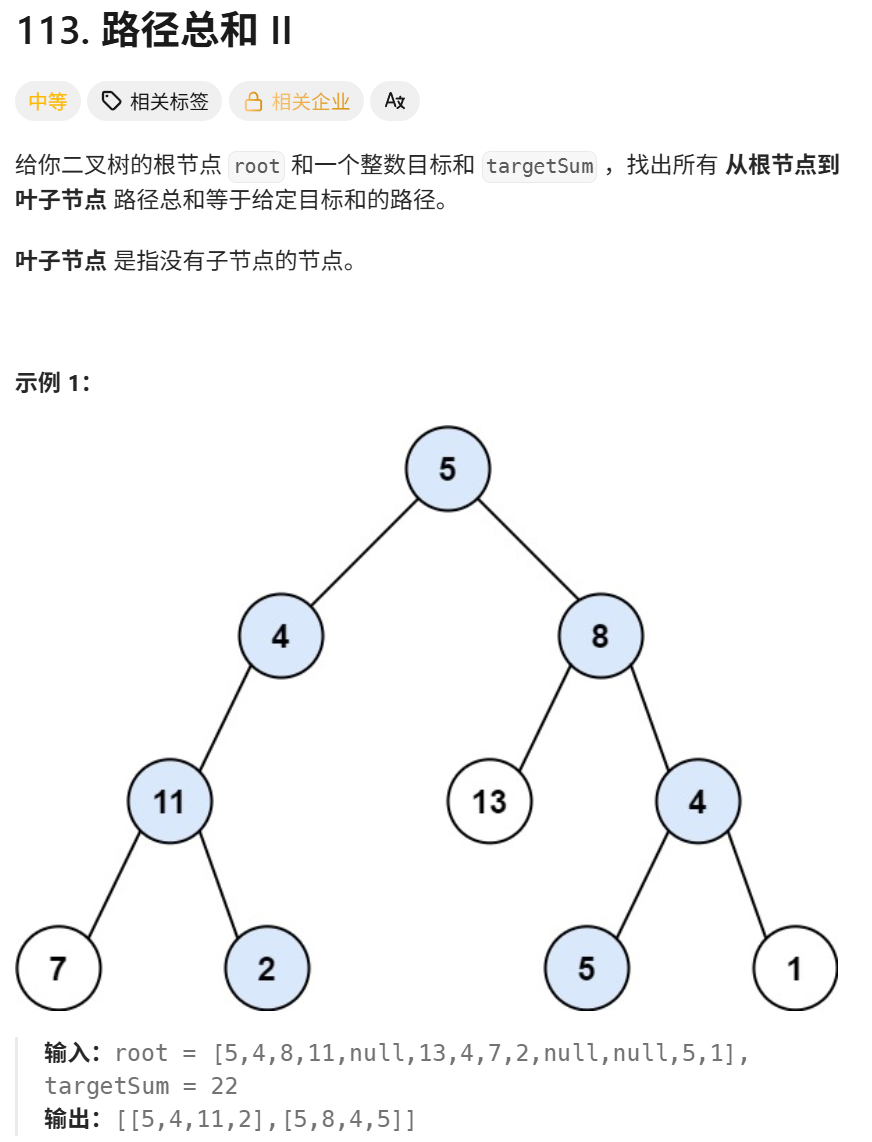 113. 路径总和 II
中等 相关标签 相关企业 A文
给你二叉树的根节点 root 和一个整数目标和 targetSum ，找出所有 从根节点到
叶子节点 路径总和等于给定目标和的路径。
叶子节点 是指没有子节点的节点。
示例 1：
5
4 8
11 13 4
7 2 5 1
输入：root = [5,4,8,11,null,13,4,7,2,null,null,5,1],
targetSum = 22
输出：[[5,4,11,2],[5,8,4,5]]